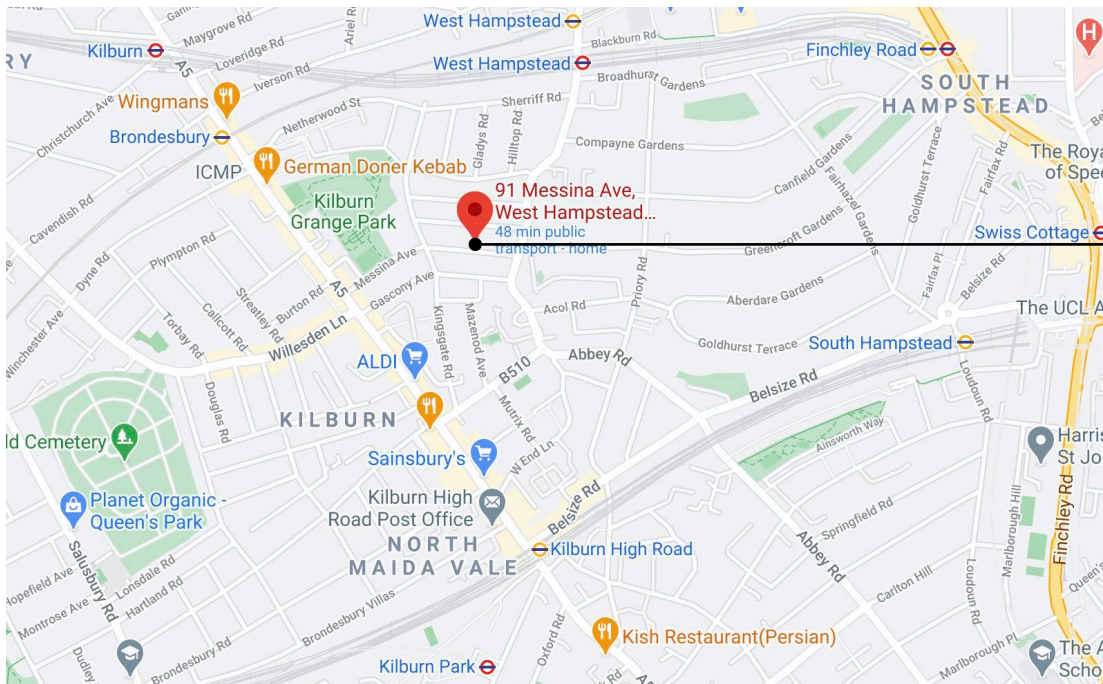 West Hampstead
Kilburn
Maygrove Rd
Ariel R
Blackburn Rd
Finchley Road
H
RY
A5
Loveridge Rd
West Hampstead
Iverson Rd
Broadhurst Gardens
SOUTH
HAMPSTEAD
Christchurch Ave
Wingmans
Netherwood St
Sherriff Rd
Brondesbury
Gladys Rd
Hilltop Rd
Compayne Gardens
ICMP
German Doner Kebab
Canfield Gardens
Fairhazel Gardens
Goldhurst Terrace
Fairfax Rd
The Roya
of Spee
Kilburn
Grange Park
91 Messina Ave,
West Hampstead…
48 min public
transport - home
Cavendish Rd
Plympton Rd
Greencroft Gardens
Swiss Cottage
Dyne Rd
Messina Ave
Priory Rd
Fairfax Pl
Belsize Rd
Burton Rd
A5
Gascony Ave
Aberdare Gardens
Streatley Rd
Callcott Rd
Torbay Rd
Kingsgate Rd
Mazenod Ave
Acol Rd
The UCL A
Winchester Ave
Willesden Ln
Goldhurst Terrace
South Hampstead
ALDI
Abbey Rd
B510
Belsize Rd
Loudoun Rd
Douglas Rd
KILBURN
Mutrix Rd
ld Cemetery
Ainsworth Way
Harris
St Jo
Sainsbury's
W End Ln
Planet Organic -
Queen's Park
Kilburn High
Road Post Office
Belsize Rd
Springfield Rd
Marlborough Hill
Finchley Rd
NORTH
MAIDA VALE
Kilburn High Road
Abbey Rd
Salusbury Rd
Hopefield Ave
Lonsdale Rd
Hartland Rd
Carlton Hill
Loudoun Rd
Queen's
Montrose Ave
Brondesbury Villas
Kish Restaurant(Persian)
Oxford Rd
Dudley
Brondesbury Rd
Kilburn Park
Marlborough Pl
The A
Scho